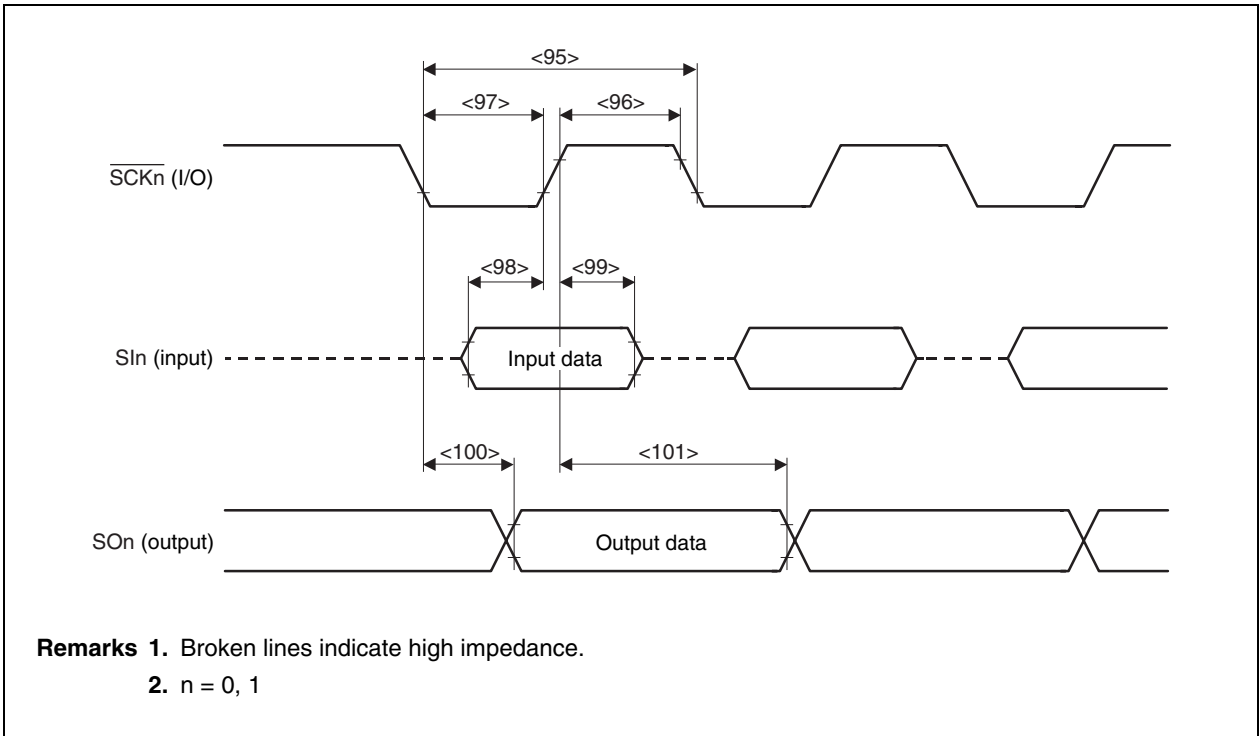 <95>
<97> <96>
S̅C̅K̅n̅ (I/O)
<98> <99>
SIn (input) Input data
<100> <101>
SOn (output) Output data
Remarks 1. Broken lines indicate high impedance.
2. n = 0, 1